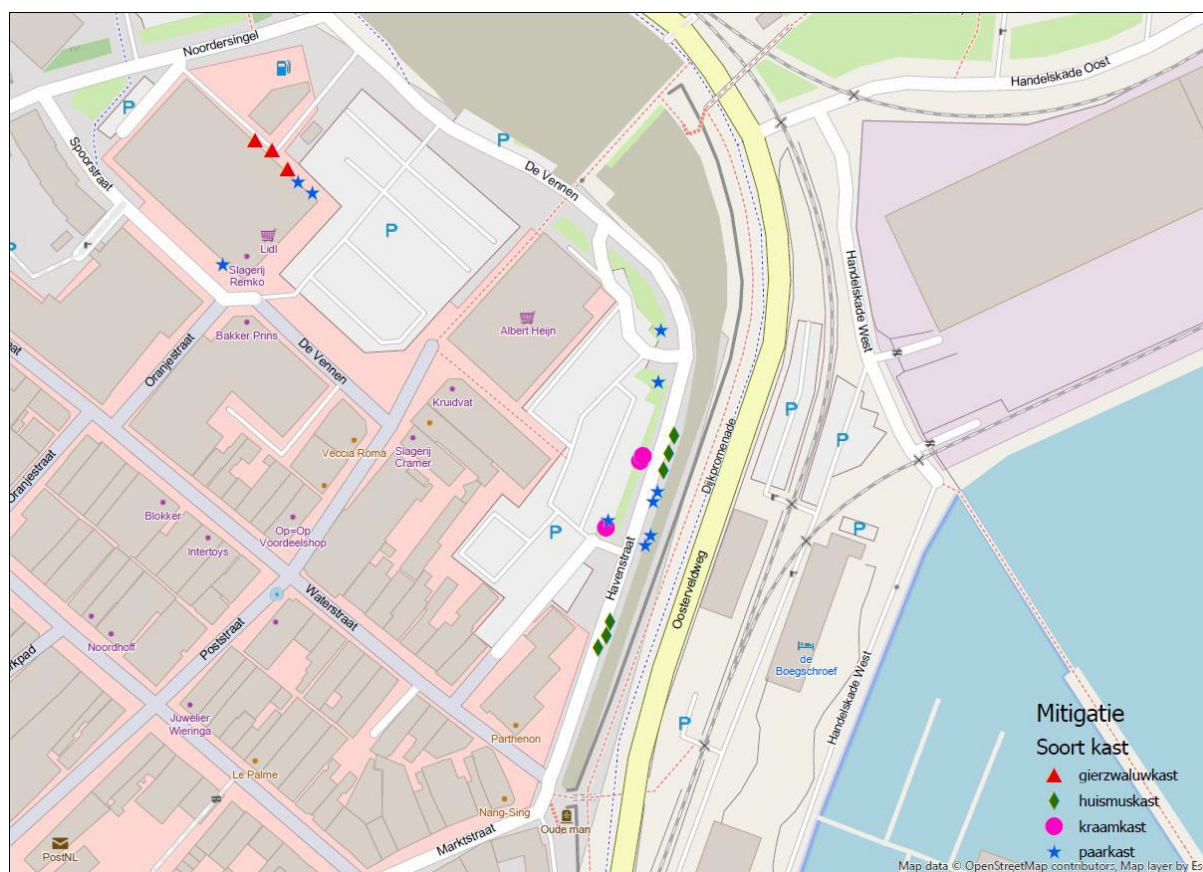 Noordersingel
Handelskade Oost
P
P
Spoorstraat
De Vennen
P
P
Lidl
Slagerij
Remko
Handelskade West
Bakker Prins
Albert Heijn
Oranjestraat
De Vennen
Kruidvat
Dijkpromenade
P
P
Veccia Roma
Slagerij
Cramer
Oranjestraat
Blokker
Op=Op
Voordeelshop
Intertoys
P
P
Havenstraat
Oosterveldweg
Waterstraat
Poststraat
Noordhoff
de
Boegschroef
Handelskade West
Juwelier
Wieringa
Parthenon
P
Le Palme
Nang-Sing
Oude man
Marktstraat
PostNL
Mitigatie
Soort kast
gierzwaluwkast
huismuskast
kraamkast
paarkast
Map data © OpenStreetMap contributors, Map layer by Es